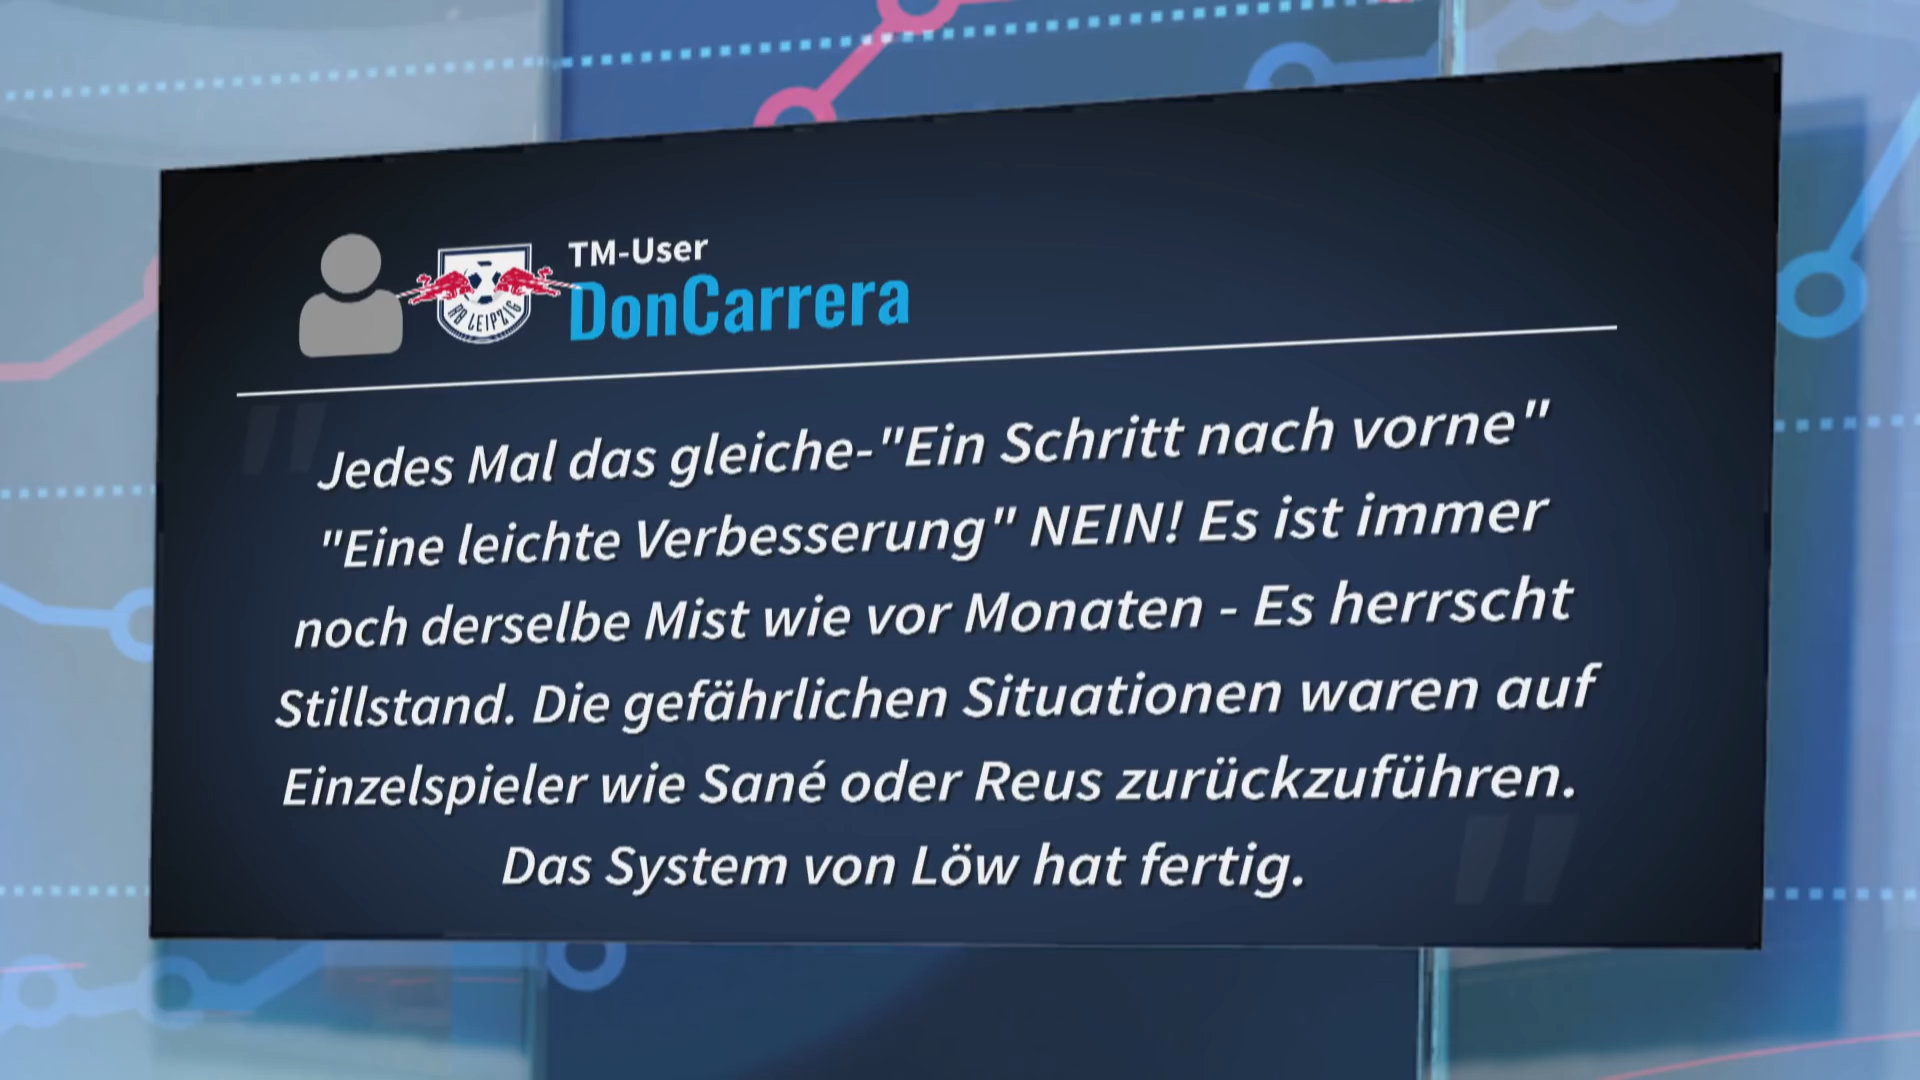 TM-User
RB LEIPZIG
DonCarrera
Jedes Mal das gleiche-"Ein Schritt nach vorne"
"Eine leichte Verbesserung" NEIN! Es ist immer
noch derselbe Mist wie vor Monaten - Es herrscht
Stillstand. Die gefährlichen Situationen waren auf
Einzelspieler wie Sané oder Reus zurückzuführen.
Das System von Löw hat fertig.